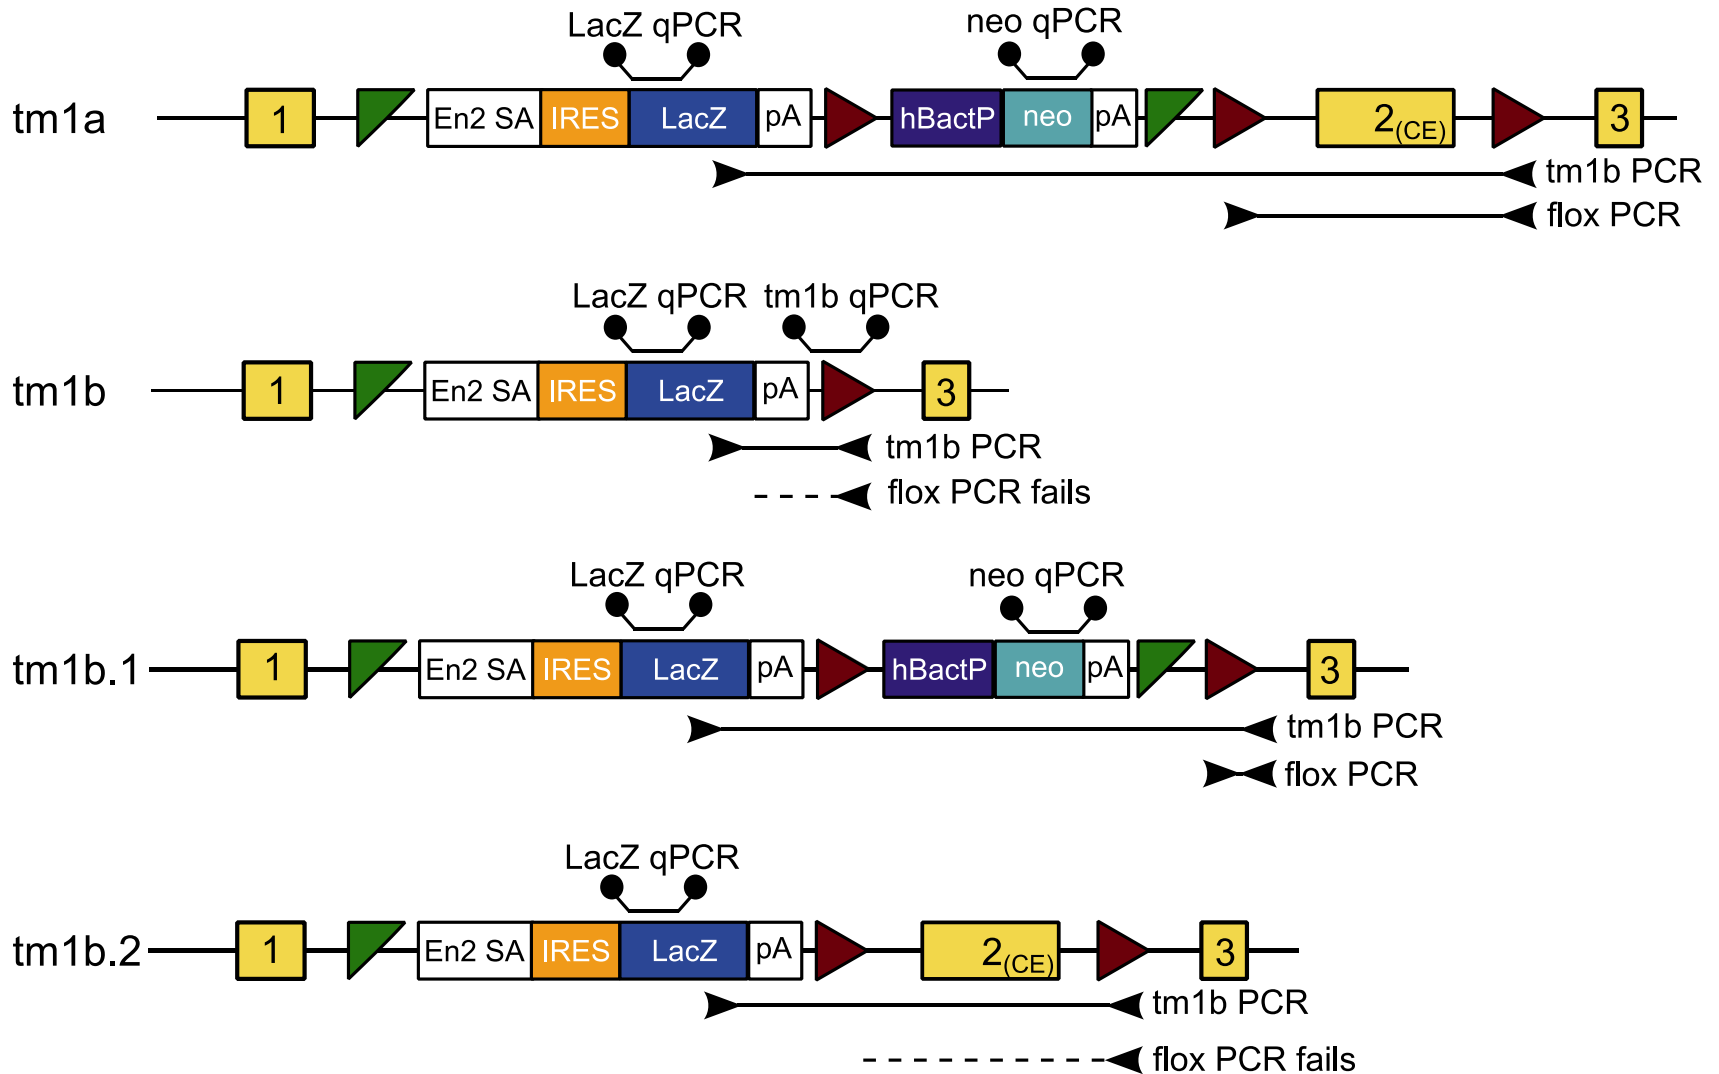 LacZ qPCR neo qPCR
tm1a 1 En2 SA IRES LacZ pA hBactP neo pA 2(CE) 3
tm1b PCR
flox PCR
LacZ qPCR tm1b qPCR
tm1b 1 En2 SA IRES LacZ pA 3
tm1b PCR
flox PCR fails
LacZ qPCR neo qPCR
tm1b.1 1 En2 SA IRES LacZ pA hBactP neo pA 3
tm1b PCR
flox PCR
LacZ qPCR
tm1b.2 1 En2 SA IRES LacZ pA 2(CE) 3
tm1b PCR
flox PCR fails